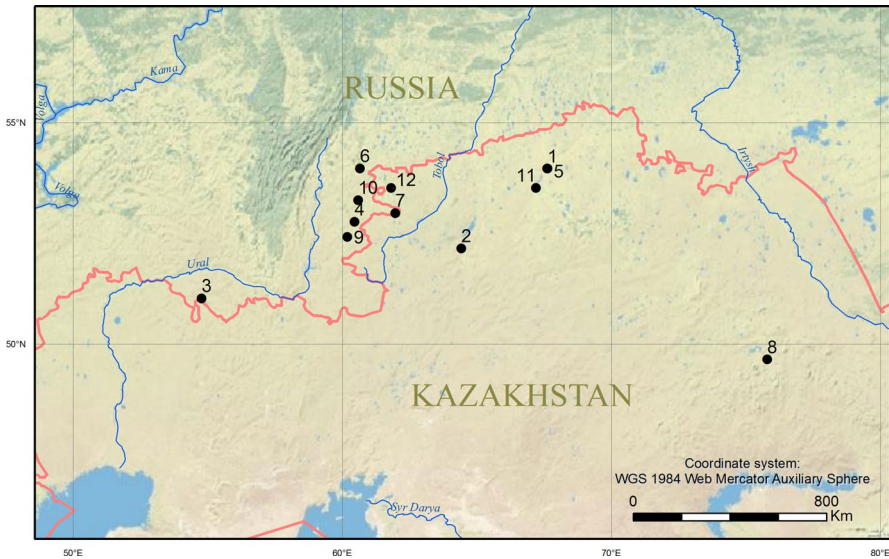 Kama
Volga
Volga
RUSSIA
55°N
55°N
Tobol
Irtysh
6
1
5
12
11
10
4
7
9
2
Ural
3
50°N
50°N
8
KAZAKHSTAN
Coordinate system:
WGS 1984 Web Mercator Auxiliary Sphere
0 800
Km
Syr Darya
50°E 60°E 70°E 80°E